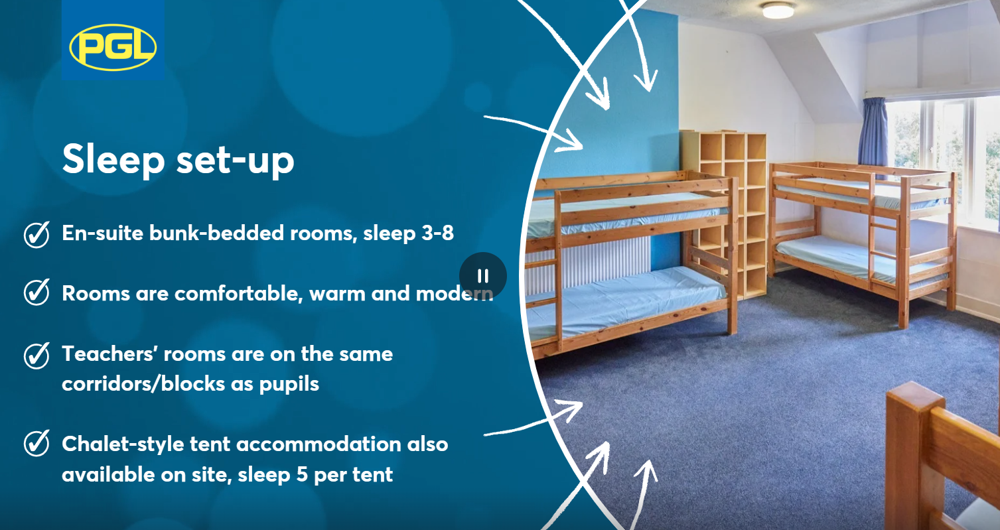 PGL
Sleep set-up
En-suite bunk-bedded rooms, sleep 3-8
Rooms are comfortable, warm and modern
Teachers’ rooms are on the same
corridors/blocks as pupils
Chalet-style tent accommodation also
available on site, sleep 5 per tent